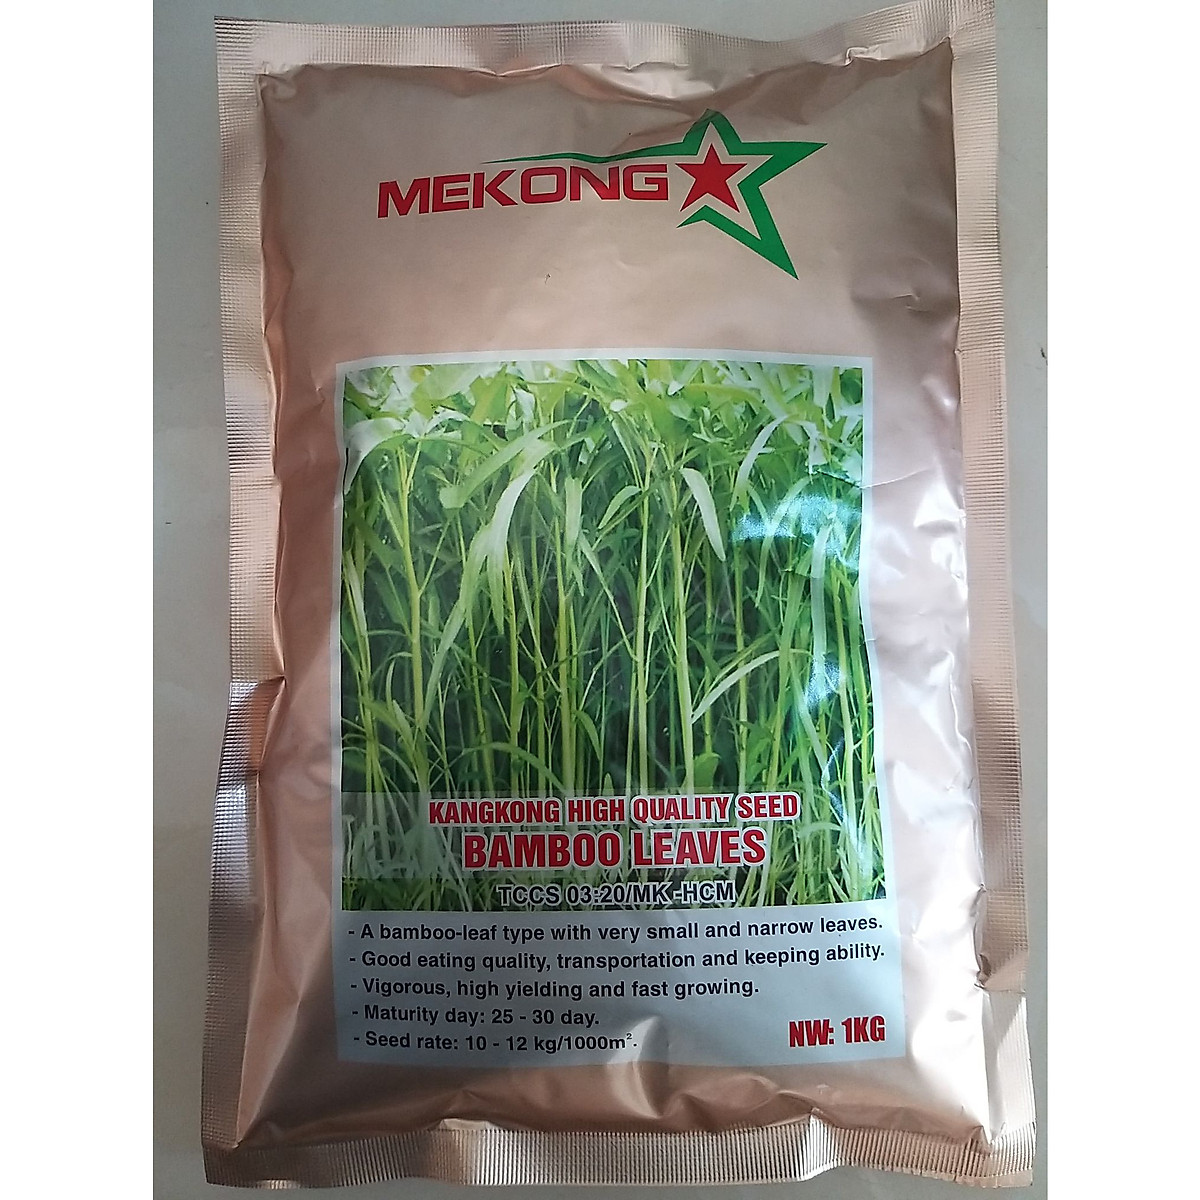 MEKONG
KANGKONG HIGH QUALITY SEED
BAMBOO LEAVES
TCCS 03:20/MK-HCM
- A bamboo-leaf type with very small and narrow leaves.
- Good eating quality, transportation and keeping ability.
- Vigorous, high yielding and fast growing.
- Maturity day: 25 - 30 day.
- Seed rate: 10 - 12 kg/1000m².
NW: 1KG